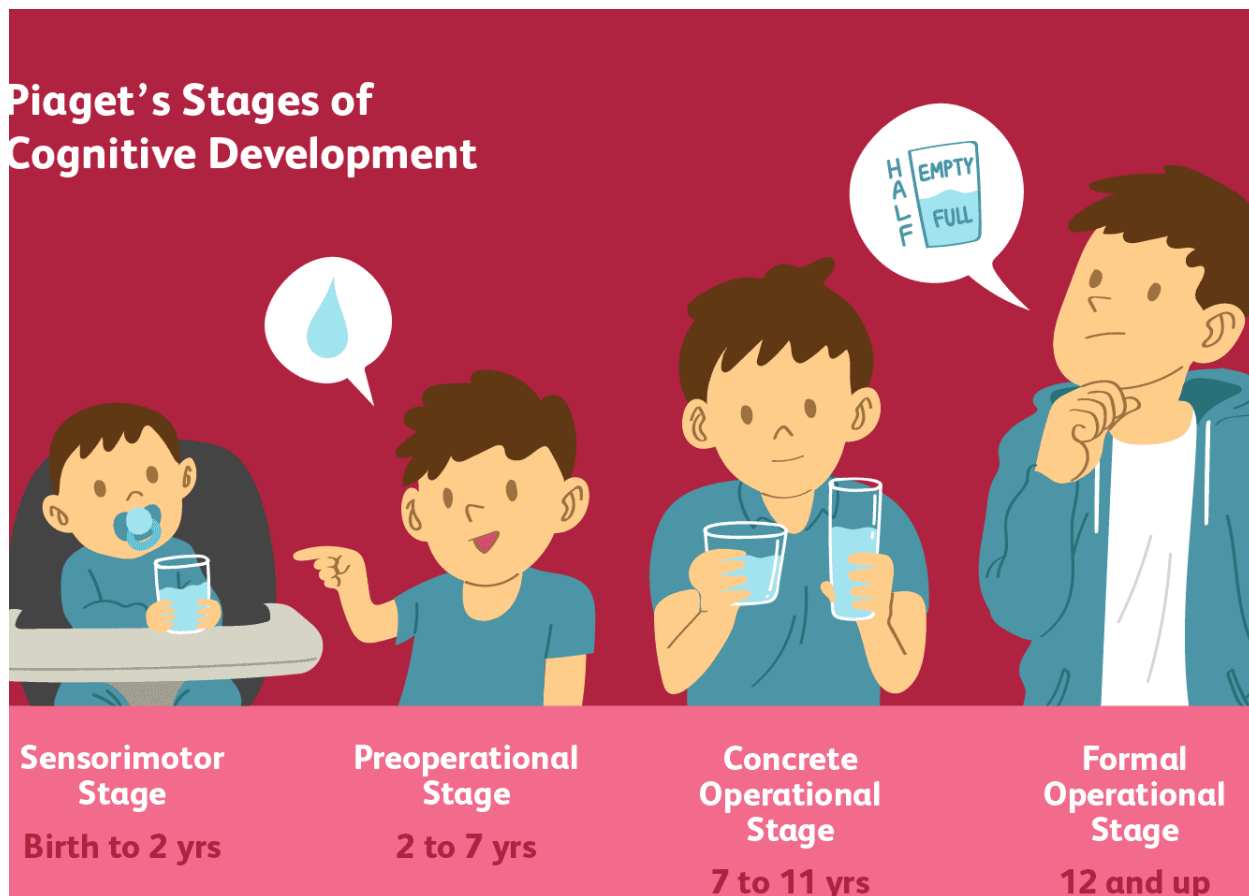 Piaget’s Stages of
Cognitive Development
HALF
EMPTY
FULL
Sensorimotor
Stage
Birth to 2 yrs
Preoperational
Stage
2 to 7 yrs
Concrete
Operational
Stage
7 to 11 yrs
Formal
Operational
Stage
12 and up